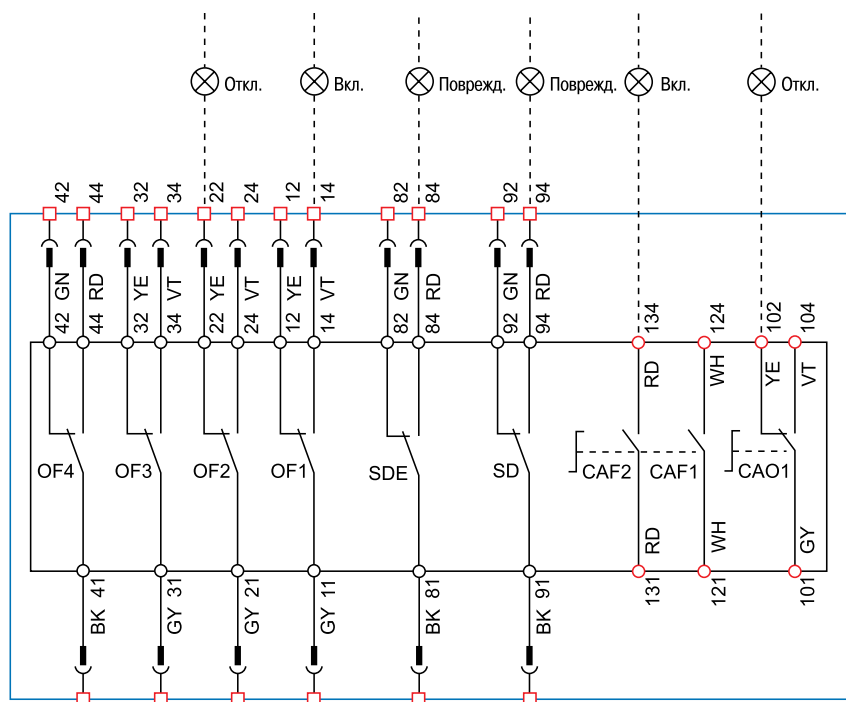 Откл. Вкл. Поврежд. Поврежд. Вкл. Откл.
42 44 32 34 22 24 12 14 82 84 92 94
GN RD YE VT YE VT YE VT GN RD GN RD
42 44 32 34 22 24 12 14 82 84 92 94 134 124 102 104
RD WH YE VT
OF4 OF3 OF2 OF1 SDE SD CAF2 CAF1 CAO1
RD WH GY
41 31 21 11 81 91 131 121 101
BK GY GY GY BK BK